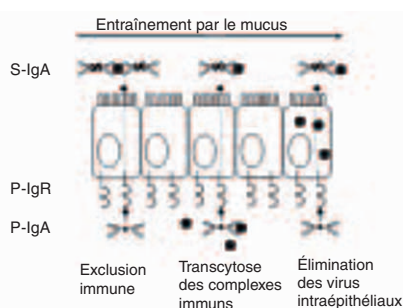 Entraînement par le mucus
S-IgA
P-IgR
P-IgA
Exclusion
immune
Transcytose
des complexes
immuns
Élimination
des virus
intraépithéliaux